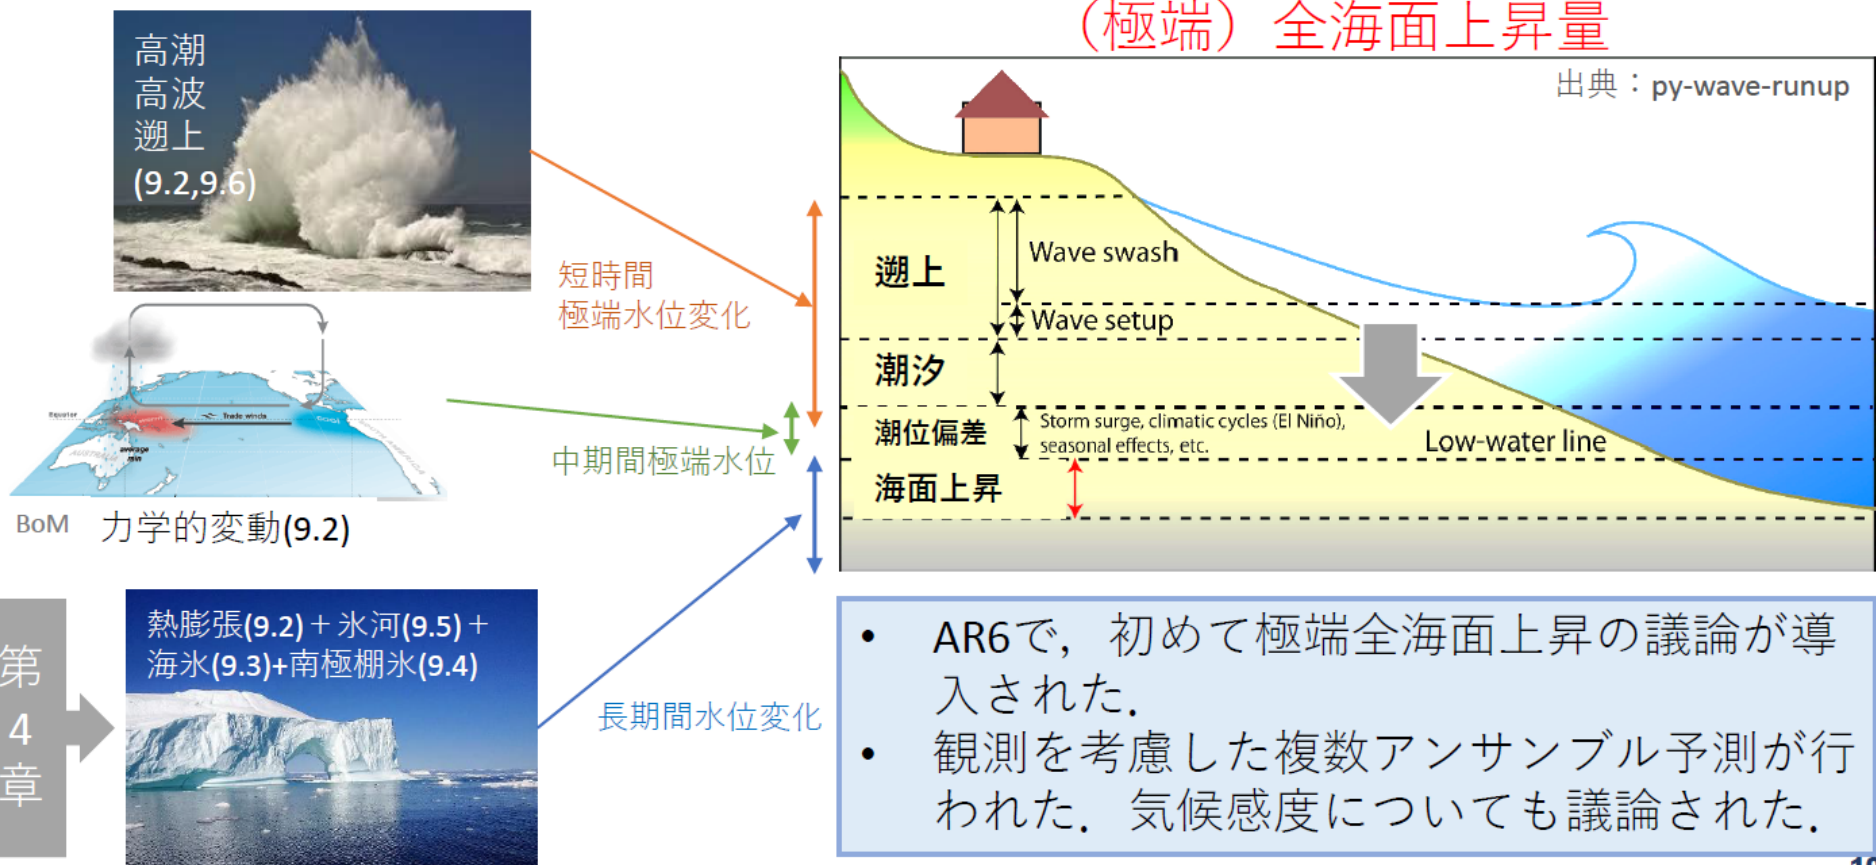 （極端）全海面上昇量
高潮
高波
遡上
(9.2,9.6)
出典：py-wave-runup
短時間
極端水位変化
遡上
Wave swash
Wave setup
潮汐
潮位偏差
Storm surge, climatic cycles (El Niño),
seasonal effects, etc.
Low-water line
海面上昇
Equator
Trade winds
AUSTRALIA
SOUTH AMERICA
中期間極端水位
BoM
力学的変動(9.2)
第
4
章
熱膨張(9.2)＋氷河(9.5)＋
海氷(9.3)+南極棚氷(9.4)
長期間水位変化
• AR6で，初めて極端全海面上昇の議論が導
入された．
• 観測を考慮した複数アンサンブル予測が行
われた．気候感度についても議論された．